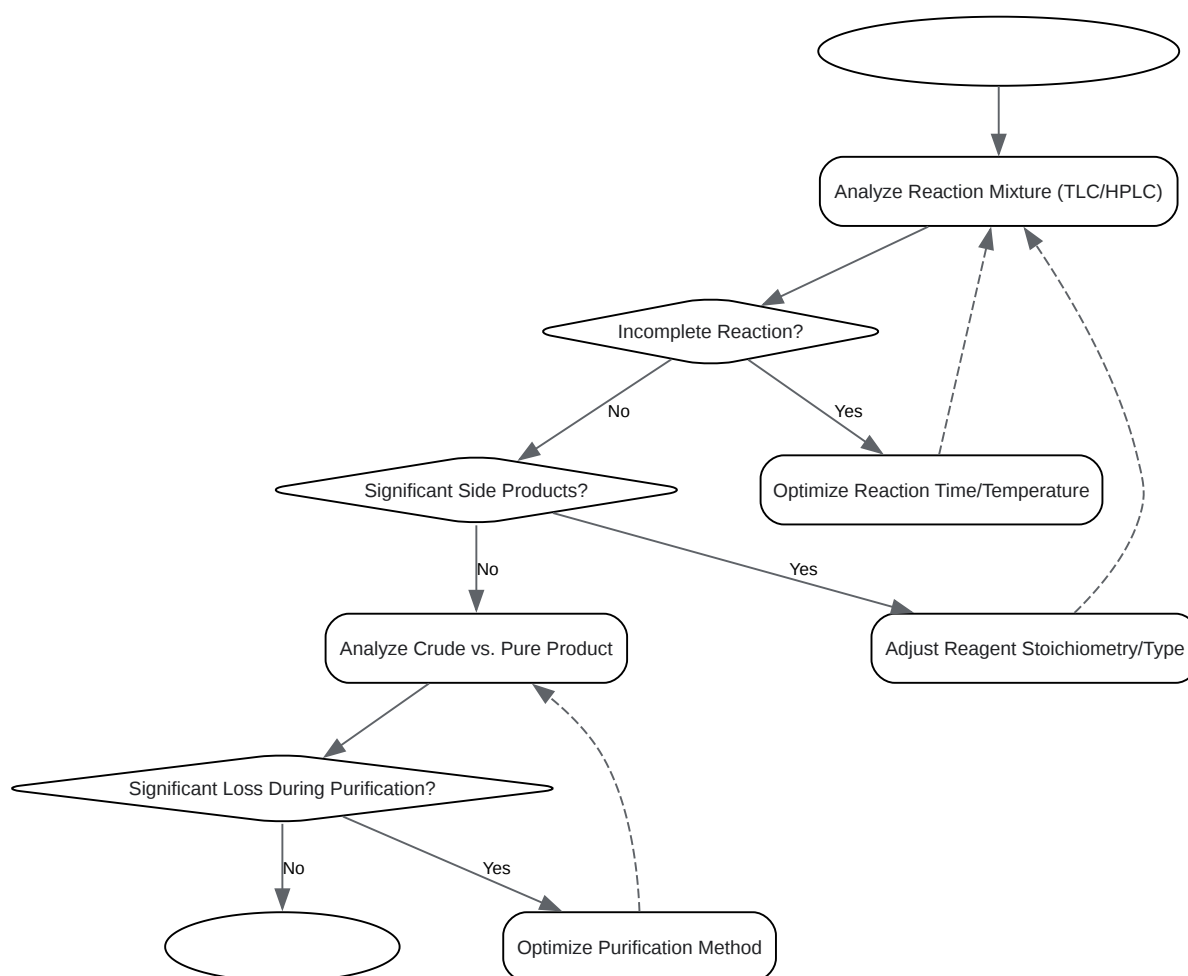 Analyze Reaction Mixture (TLC/HPLC)
Incomplete Reaction?
No
Yes
Significant Side Products?
Optimize Reaction Time/Temperature
No
Yes
Analyze Crude vs. Pure Product
Adjust Reagent Stoichiometry/Type
Significant Loss During Purification?
No
Yes
Optimize Purification Method